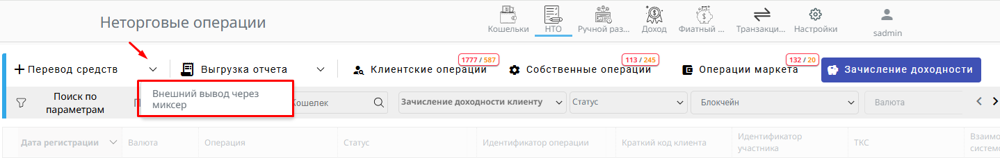 Неторговые операции
Кошельки
НТО
Ручной раз...
Доход
Фиатный ...
Транзакци...
Настройки
sadmin
Перевод средств
Выгрузка отчета
Клиентские операции
1777 / 587
Собственные операции
113 / 245
Операции маркета
132 / 20
Зачисление доходности
Внешний вывод через
миксер
Поиск по
параметрам
Кошелек
Зачисление доходности клиенту
Статус
Блокчейн
Валюта
Дата регистрации
Валюта
Операция
Статус
Идентификатор операции
Краткий код клиента
Идентификатор
участника
ТКС
Взаимо
системо